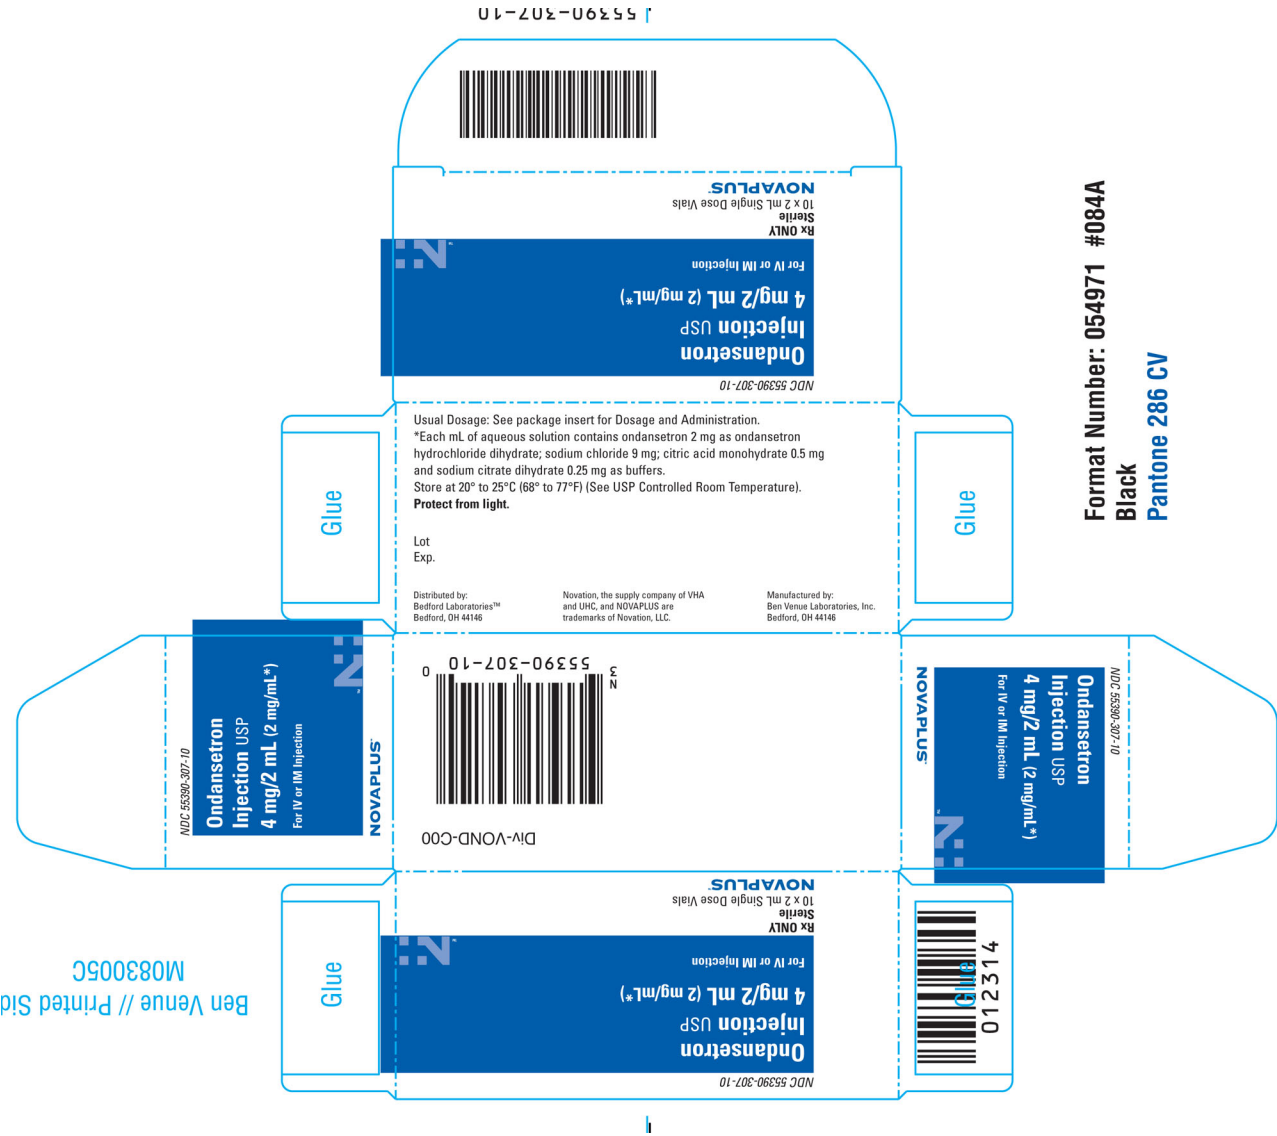 55390-307-10
NOVAPLUS™
10 x 2 mL Single Dose Vials
Sterile
Rx ONLY
For IV or IM Injection
4 mg/2 mL (2 mg/mL*)
Injection USP
Ondansetron
NDC 55390-307-10
Format Number: 054971 #084A
Black
Pantone 286 CV
Glue
Usual Dosage: See package insert for Dosage and Administration.
*Each mL of aqueous solution contains ondansetron 2 mg as ondansetron
hydrochloride dihydrate; sodium chloride 9 mg; citric acid monohydrate 0.5 mg
and sodium citrate dihydrate 0.25 mg as buffers.
Store at 20° to 25°C (68° to 77°F) (See USP Controlled Room Temperature).
Protect from light.
Lot
Exp.
Distributed by:
Bedford Laboratories™
Bedford, OH 44146
Novation, the supply company of VHA
and UHC, and NOVAPLUS are
trademarks of Novation, LLC.
Manufactured by:
Ben Venue Laboratories, Inc.
Bedford, OH 44146
Glue
NDC 55390-307-10
Ondansetron
Injection USP
4 mg/2 mL (2 mg/mL*)
For IV or IM Injection
NOVAPLUS™
N
3 55390-307-10 0
Div-VOND-C00
NDC 55390-307-10
Ondansetron
Injection USP
4 mg/2 mL (2 mg/mL*)
For IV or IM Injection
NOVAPLUS™
NOVAPLUS™
10 x 2 mL Single Dose Vials
Sterile
Rx ONLY
For IV or IM Injection
4 mg/2 mL (2 mg/mL*)
Injection USP
Ondansetron
NDC 55390-307-10
Glue
Glue
012314
Ben Venue // Printed Sid
M083005C